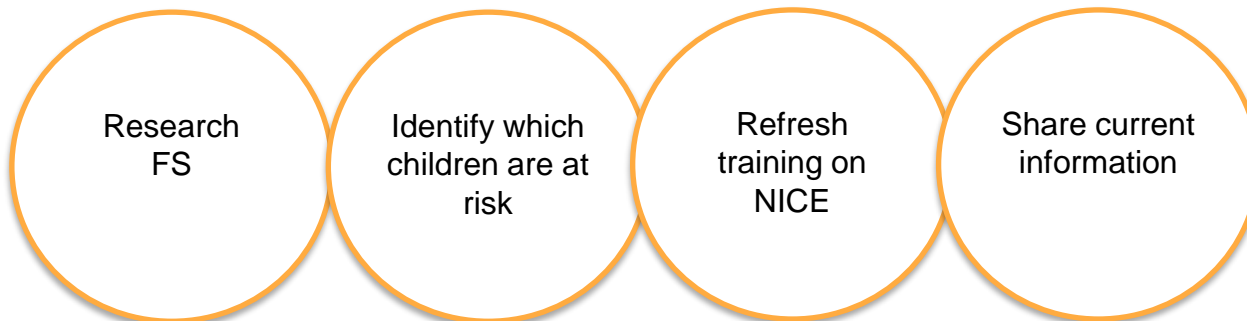 Research
FS
Identify which
children are at
risk
Refresh
training on
NICE
Share current
information